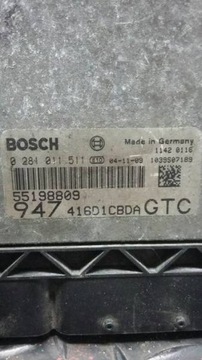 BOSCH
Made in Germany
1142 0116
0 281 011 511 04-11-09 1039S07189
55198809
947 416D1CBDA GTC